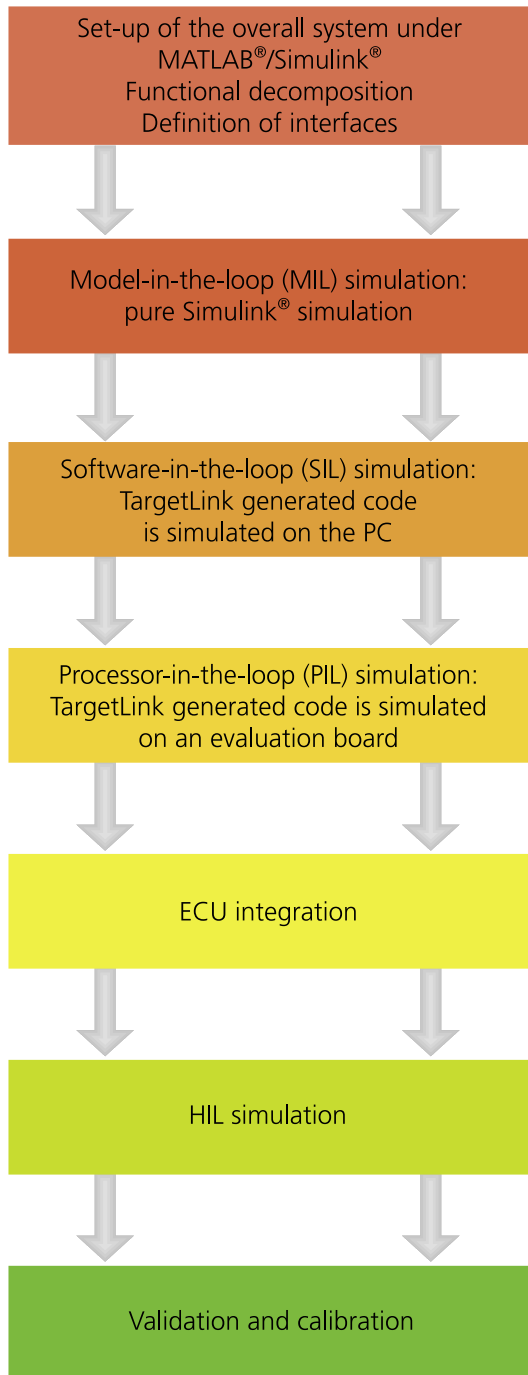 Set-up of the overall system under
MATLAB®/Simulink®
Functional decomposition
Definition of interfaces
Model-in-the-loop (MIL) simulation:
pure Simulink® simulation
Software-in-the-loop (SIL) simulation:
TargetLink generated code
is simulated on the PC
Processor-in-the-loop (PIL) simulation:
TargetLink generated code is simulated
on an evaluation board
ECU integration
HIL simulation
Validation and calibration